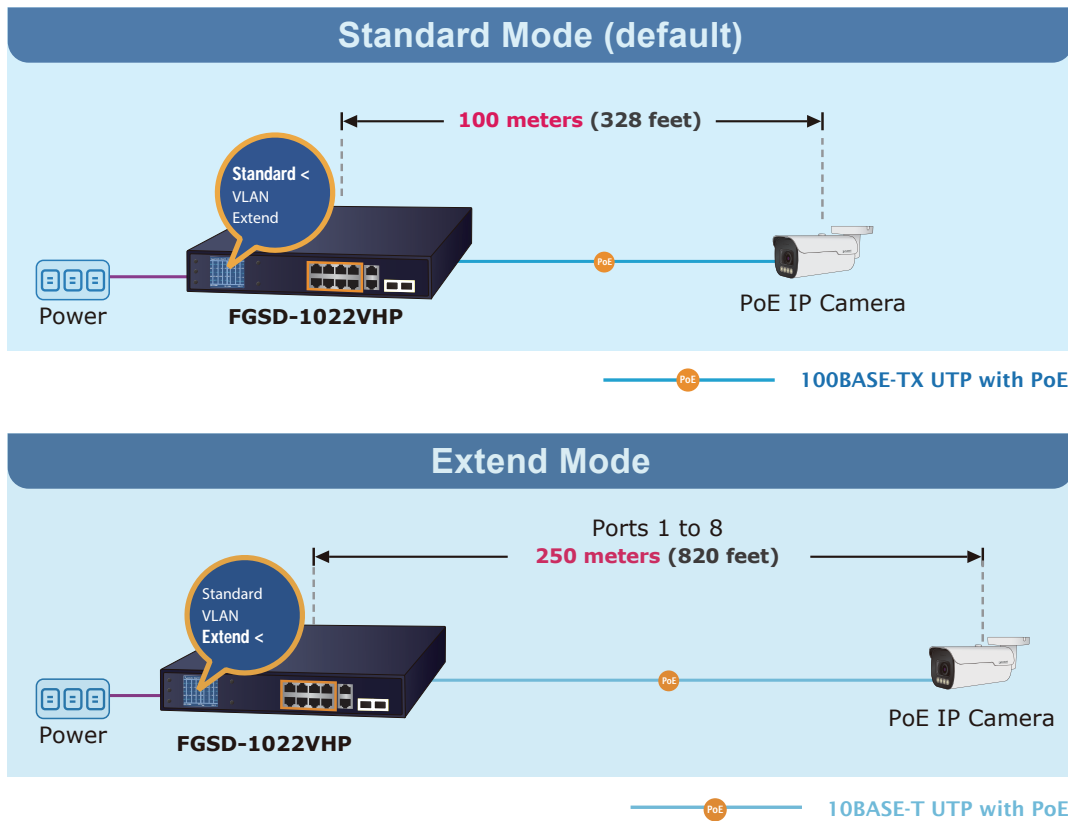 Standard Mode (default)
100 meters (328 feet)
Standard <
VLAN
Extend
PoE
Power
FGSD-1022VHP
PoE IP Camera
PoE
100BASE-TX UTP with PoE
Extend Mode
Ports 1 to 8
250 meters (820 feet)
Standard
VLAN
Extend <
PoE
Power
FGSD-1022VHP
PoE IP Camera
PoE
10BASE-T UTP with PoE